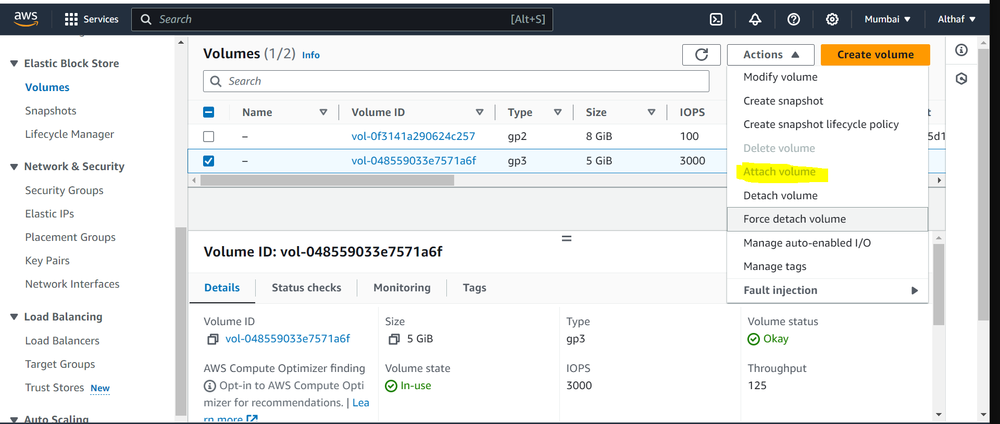 aws
Services
Search
[Alt+S]
Mumbai ▼
Althaf ▼
Elastic Block Store
Volumes
Snapshots
Lifecycle Manager
Network & Security
Security Groups
Elastic IPs
Placement Groups
Key Pairs
Network Interfaces
Load Balancing
Load Balancers
Target Groups
Trust Stores New
Auto Scaling
Volumes (1/2) Info
Actions ▲
Create volume
Search
Name Volume ID Type Size IOPS t
– vol-0f3141a290624c257 gp2 8 GiB 100 5d1
– vol-048559033e7571a6f gp3 5 GiB 3000
Modify volume
Create snapshot
Create snapshot lifecycle policy
Delete volume
Attach volume
Detach volume
Force detach volume
Manage auto-enabled I/O
Manage tags
Fault injection
Volume ID: vol-048559033e7571a6f
Details
Status checks
Monitoring
Tags
Volume ID
vol-048559033e7571a6f
Size
5 GiB
Type
gp3
Volume status
Okay
AWS Compute Optimizer finding
Opt-in to AWS Compute Opti
mizer for recommendations. | Lea
rn more
Volume state
In-use
IOPS
3000
Throughput
125